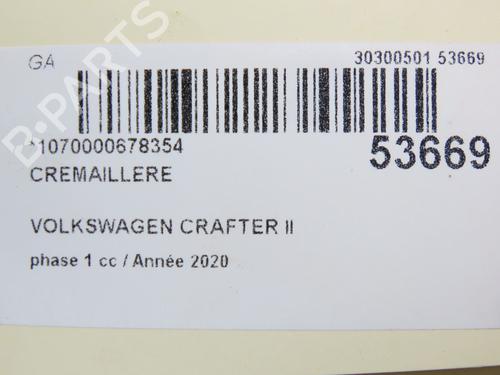 GA
30300501 53669
*1070000678354
53669
CREMAILLERE
VOLKSWAGEN CRAFTER II
phase 1 cc / Année 2020
B-PARTS